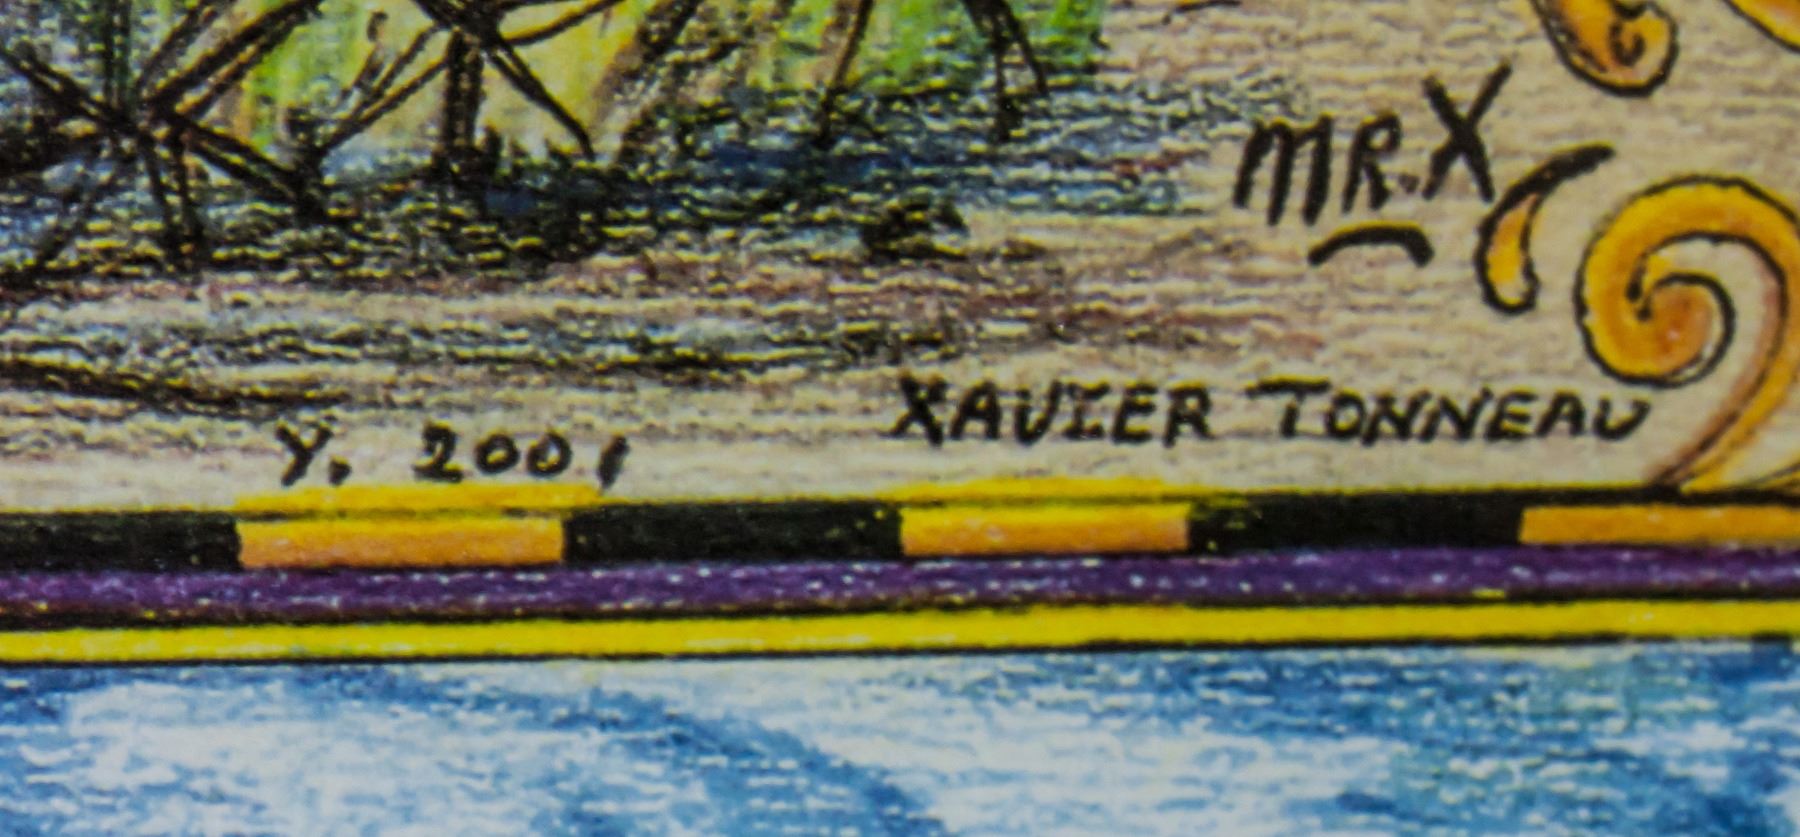 MR.X
XAVIER TONNEAU
Y. 2001